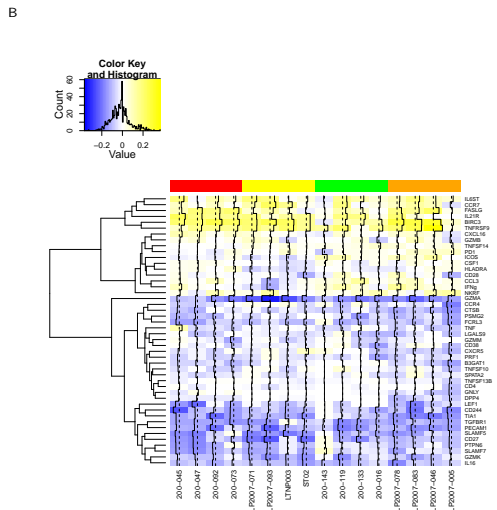 B
Color Key
and Histogram
Count
0 20 40 60
-0.2 0 0.2
Value
IL6ST
CCR7
FASLG
IL21R
BIRC3
TNFRSF9
CXCL16
GZMB
TNFSF14
PD1
ICOS
CSF1
HLADRA
CD28
CCL3
IFNg
NKRF
GZMA
CCR4
CTSB
PSMG2
FCRL3
TNF
LGALS9
GZMM
CD38
CXCR5
PRF1
B3GAT1
TNFSF10
SPATA2
TNFSF13B
CD4
GNLY
DPP4
LEF1
CD244
TIA1
TGFBR1
PECAM1
SLAMF5
CD27
PTPN6
SLAMF7
GZMK
IL16
200-045
200-047
200-092
200-073
P2007-071
P2007-093
LTNP003
ST02
200-143
200-119
200-133
200-016
P2007-078
P2007-083
P2007-046
P2007-005